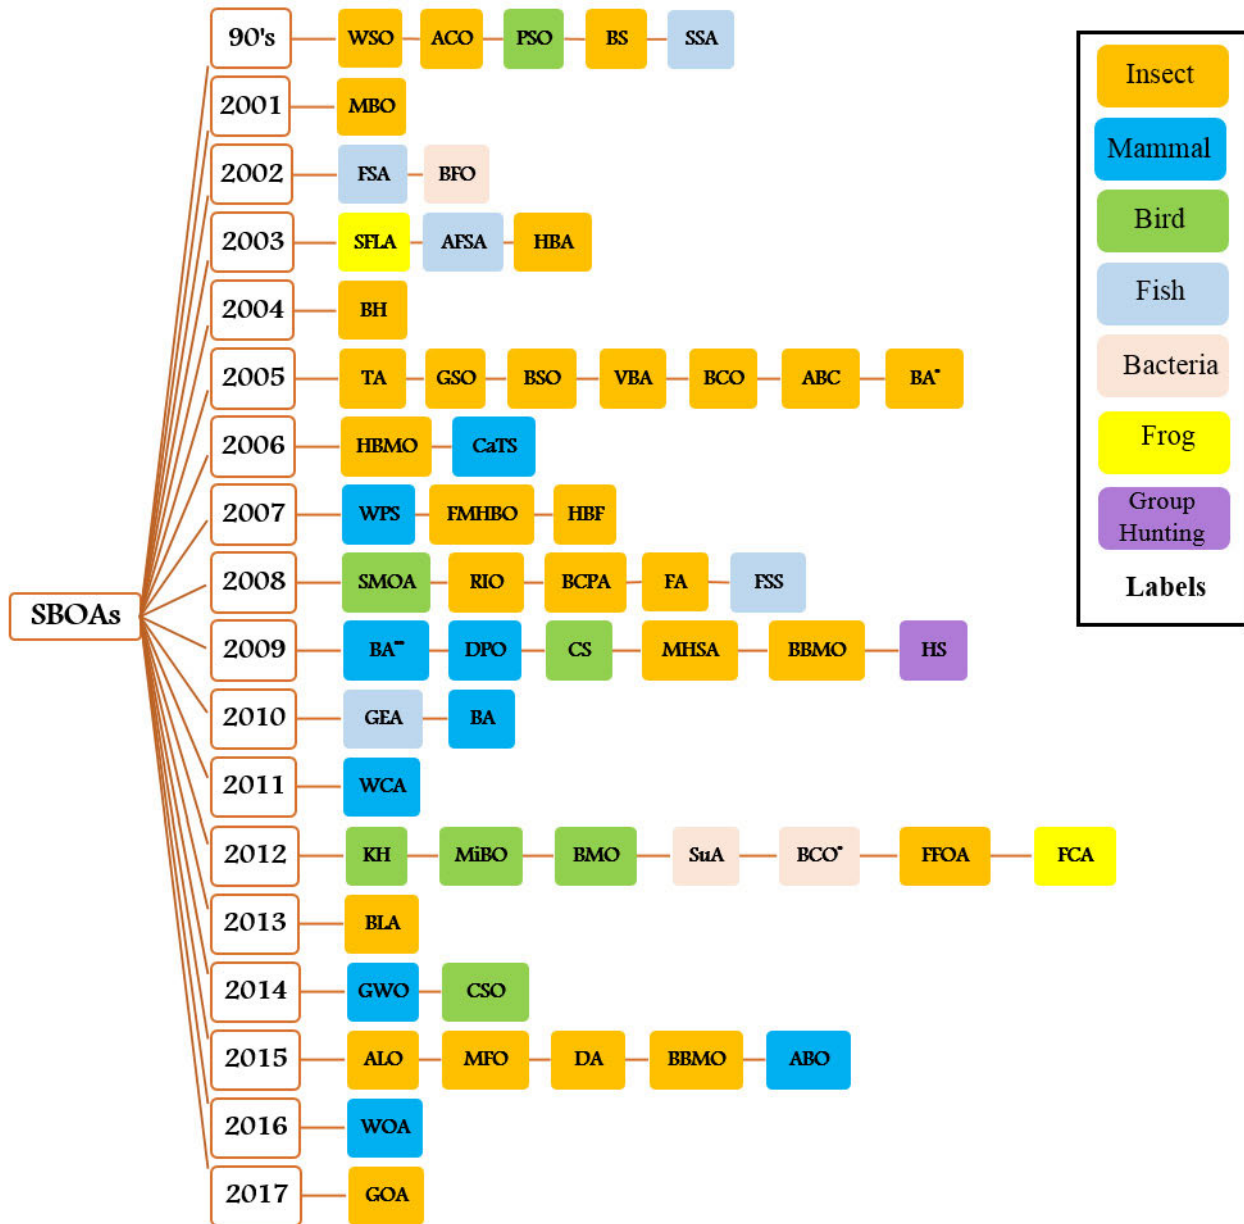 90's WSO ACO PSO BS SSA
2001 MBO
2002 FSA BFO
2003 SFLA AFSA HBA
2004 BH
2005 TA GSO BSO VBA BCO ABC BA*
2006 HBMO CaTS
2007 WPS FMHBO HBF
2008 SMOA RIO BCPA FA FSS
SBOAs
2009 BA** DPO CS MHSA BBMO HS
2010 GEA BA
2011 WCA
2012 KH MiBO BMO SuA BCO* FFOA FCA
2013 BLA
2014 GWO CSO
2015 ALO MFO DA BBMO ABO
2016 WOA
2017 GOA
Insect
Mammal
Bird
Fish
Bacteria
Frog
Group
Hunting
Labels